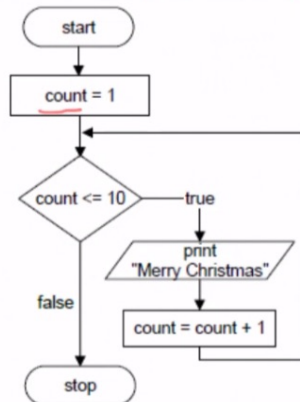 start
count = 1
count <= 10
true
print
"Merry Christmas"
false
count = count + 1
stop